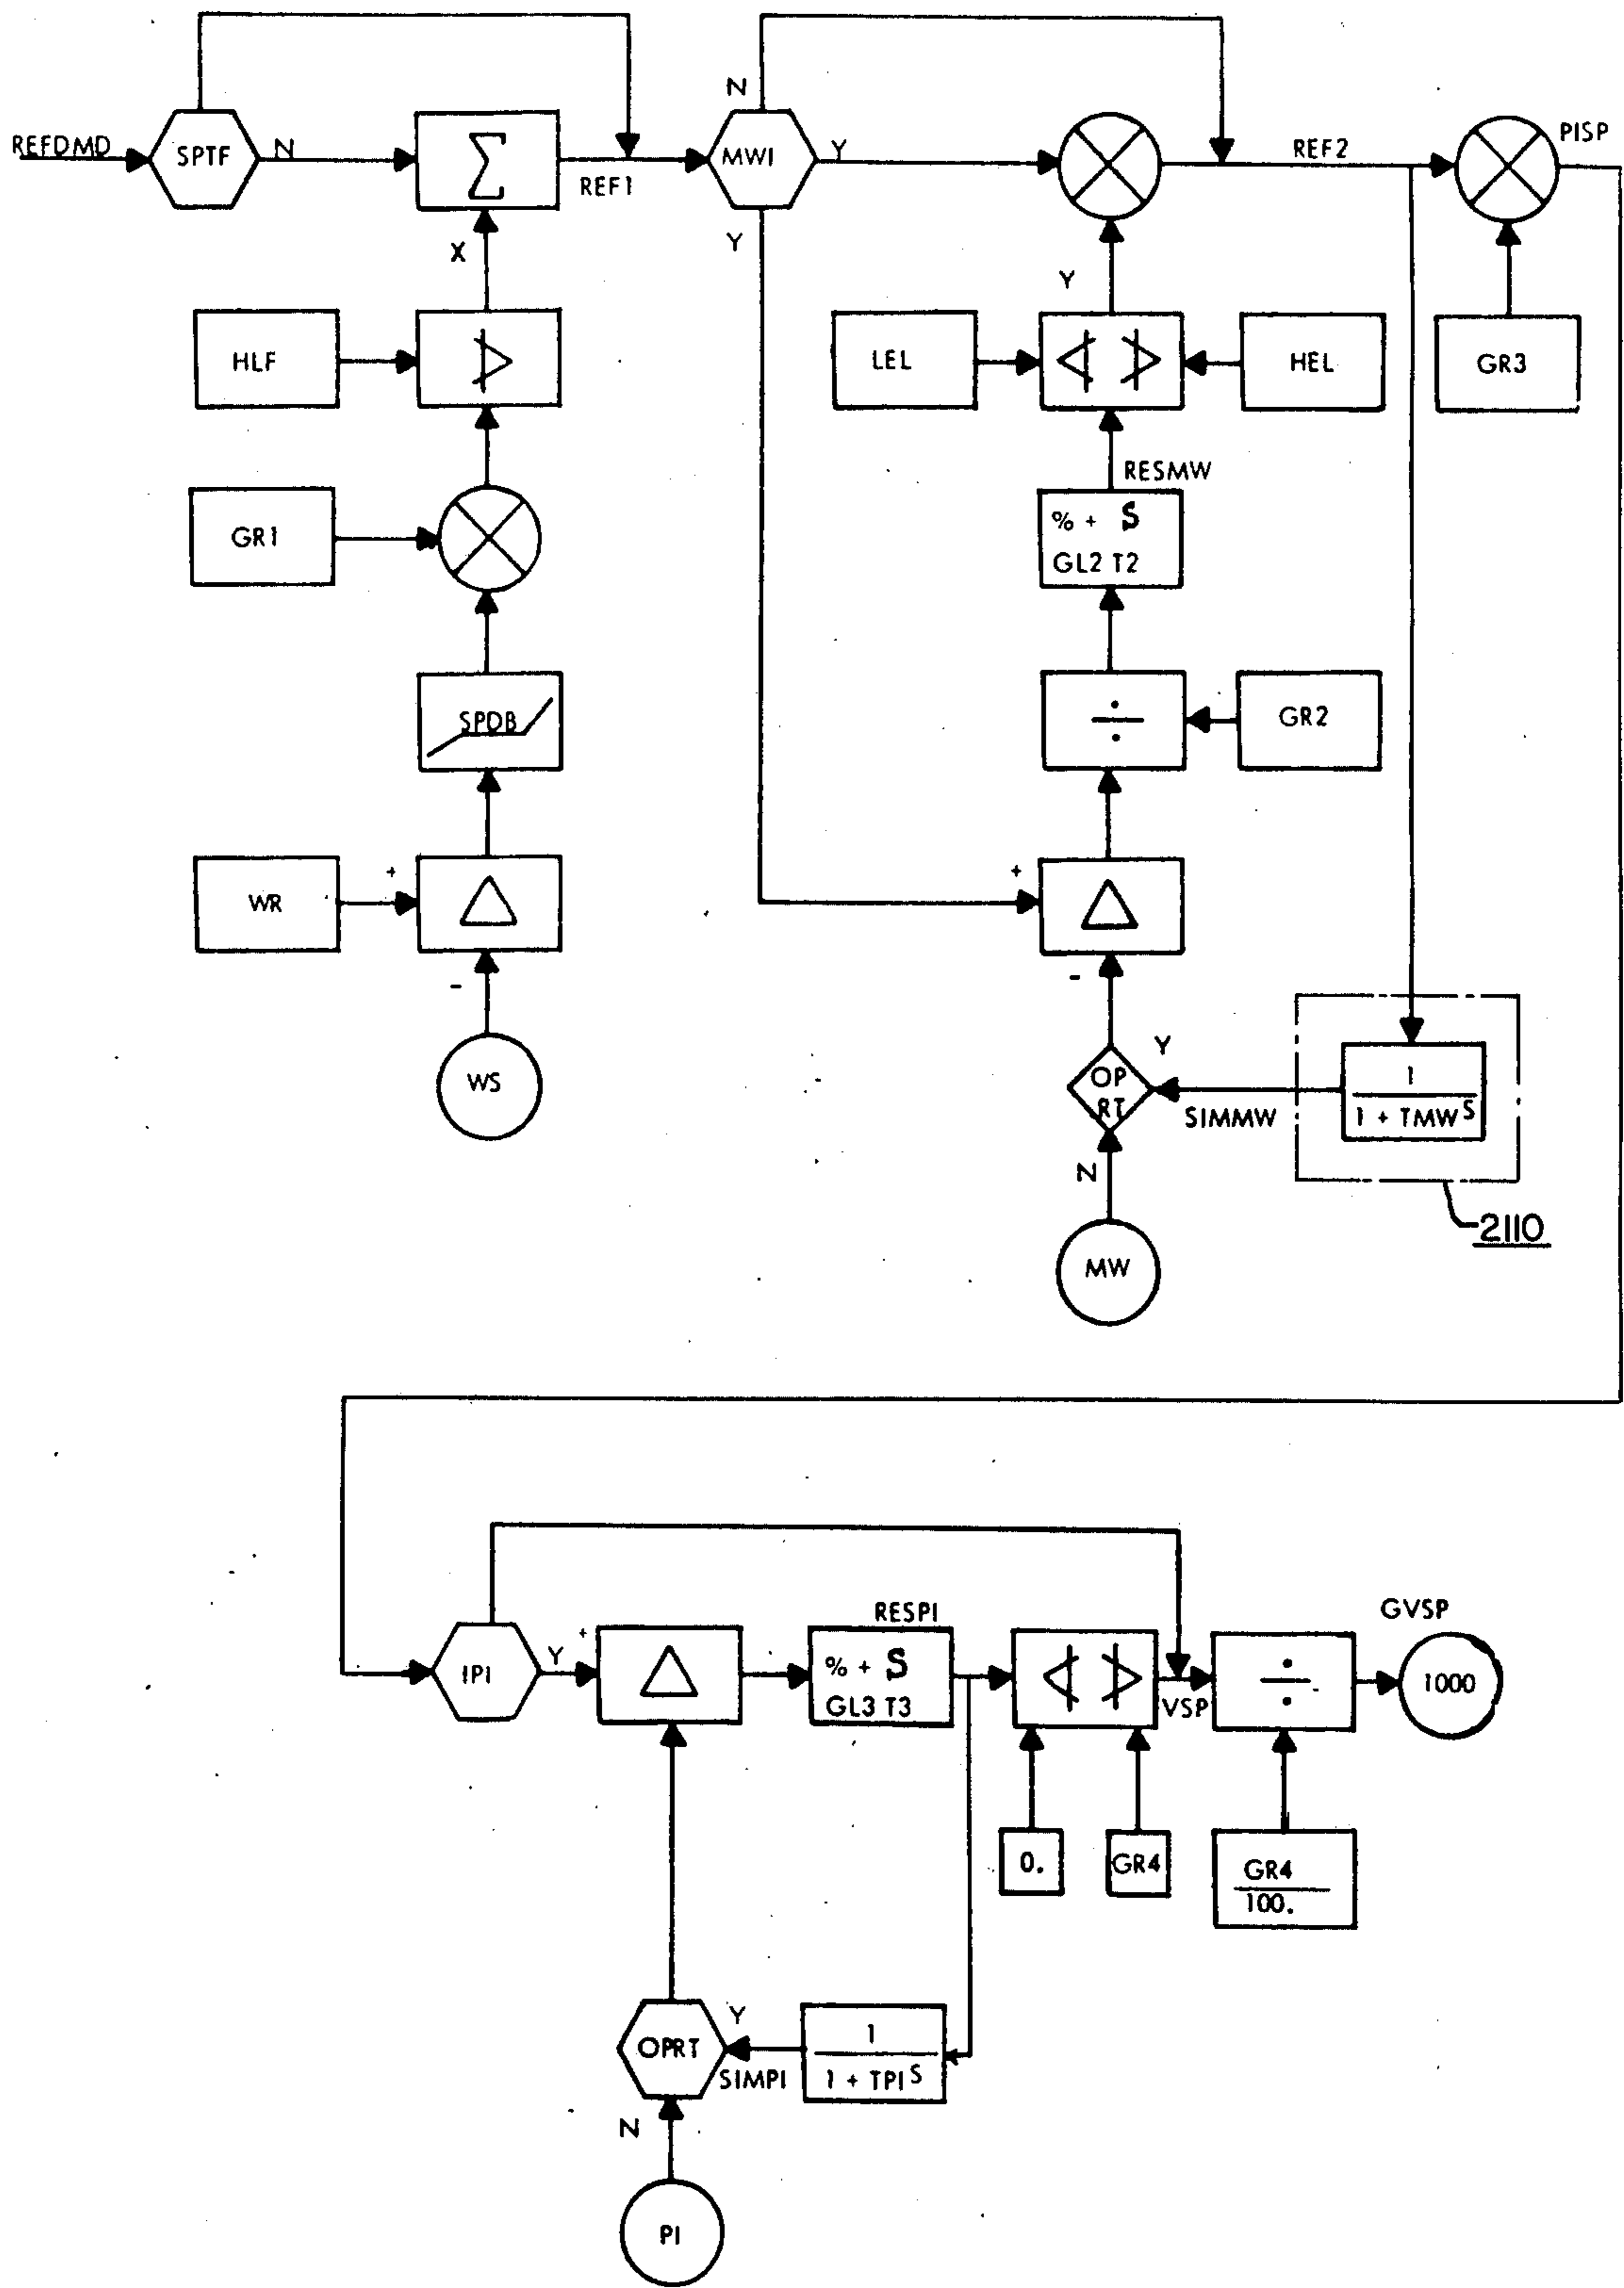 REFDMD
SPTF
N
Σ
REF1
N
MWI
Y
Y
REF2
PISP
X
HLF
Y
LEL
HEL
GR3
RESMW
GR1
% + S
GL2 T2
SPDB
÷
GR2
WR
+
△
-
WS
+
△
-
OP
RT
Y
SIMMW
1
1 + TMW S
N
MW
2110
IPI
Y
+
△
RESPI
% + S
GL3 T3
VSP
÷
GVSP
1000
0.
GR4
GR4
100.
OPRT
Y
SIMPI
1
1 + TPI S
N
PI